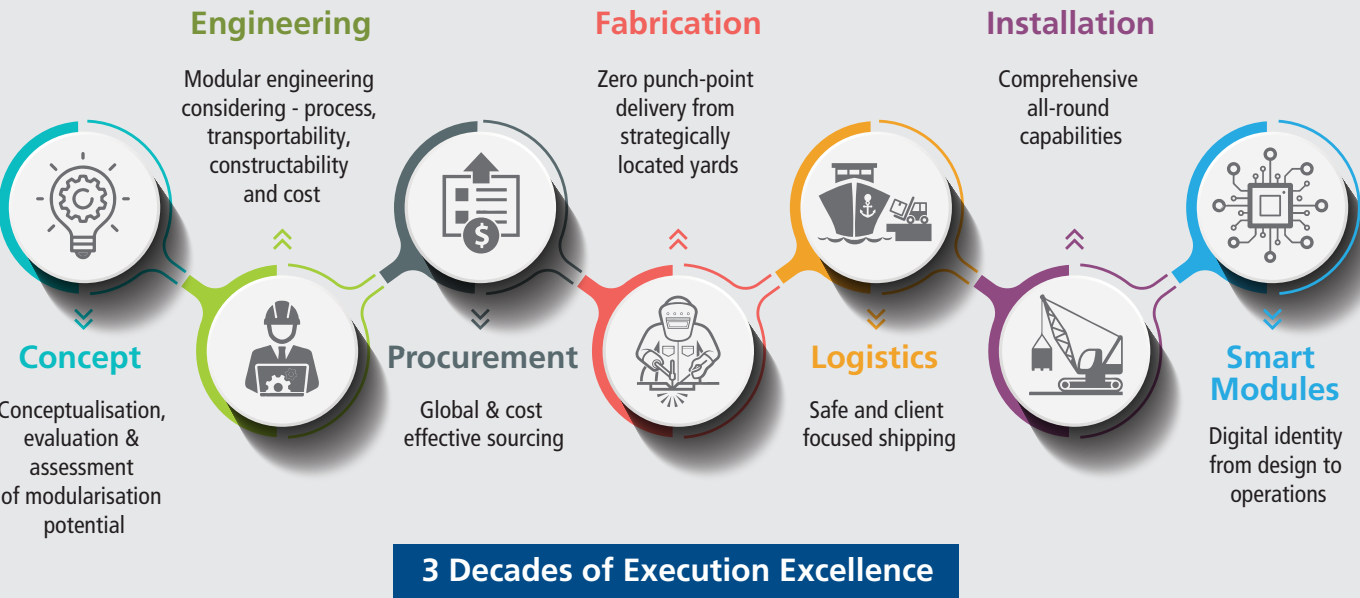 Engineering
Modular engineering
considering - process,
transportability,
constructability
and cost
Fabrication
Zero punch-point
delivery from
strategically
located yards
Installation
Comprehensive
all-round
capabilities
$
Concept
Conceptualisation,
evaluation &
assessment
of modularisation
potential
Procurement
Global & cost
effective sourcing
Logistics
Safe and client
focused shipping
Smart
Modules
Digital identity
from design to
operations
3 Decades of Execution Excellence